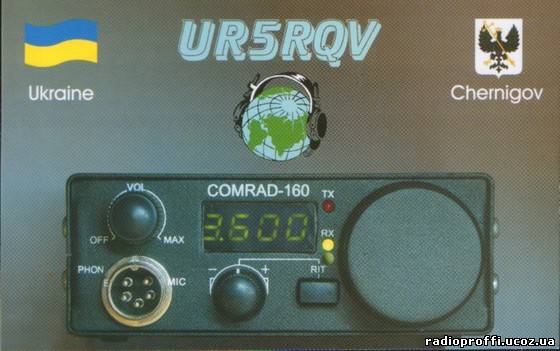 UR5RQV
Ukraine
Chernigov
COMRAD-160
VOL
OFF
MAX
3.600
TX
RX
PHON
MIC
- +
RIT
radioproffi.ucoz.ua